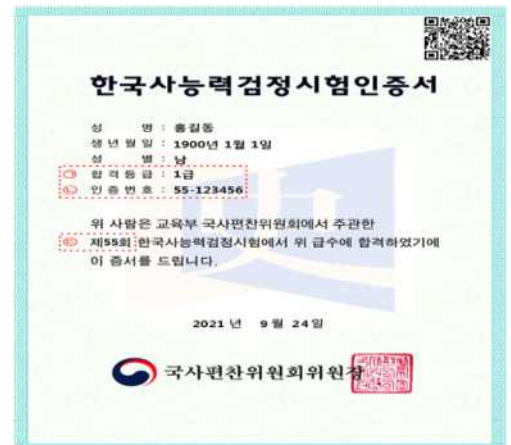 한국사능력검정시험인증서
성 명 : 홍길동
생 년 월 일 : 1900년 1월 1일
성 별 : 남
㉠ 합 격 등 급 : 1급
㉡ 인 증 번 호 : 55-123456
위 사람은 교육부 국사편찬위원회에서 주관한
㉢ 제55회 한국사능력검정시험에서 위 급수에 합격하였기에
이 증서를 드립니다.
2021 년 9 월 24 일
국사편찬위원회위원장